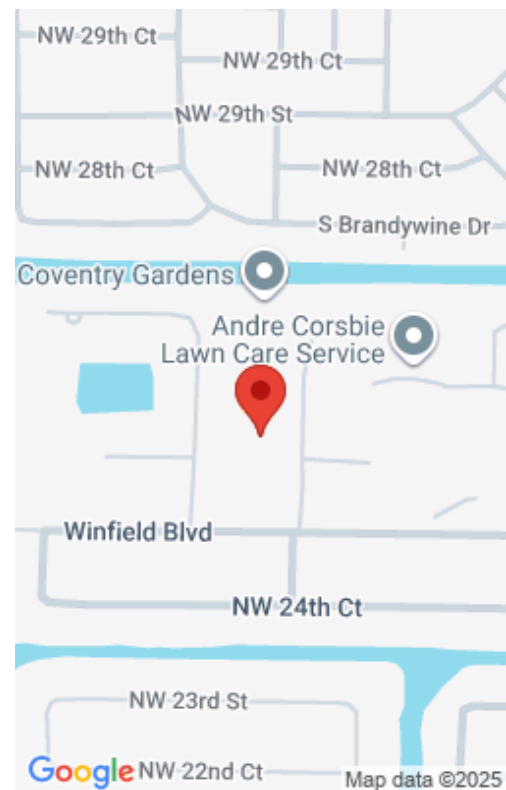 NW 29th Ct
NW 29th Ct
NW 29th St
NW 28th Ct
NW 28th Ct
S Brandywine Dr
Coventry Gardens
Andre Corsbie
Lawn Care Service
Winfield Blvd
NW 24th Ct
NW 23rd St
Google
NW 22nd Ct
Map data ©2025